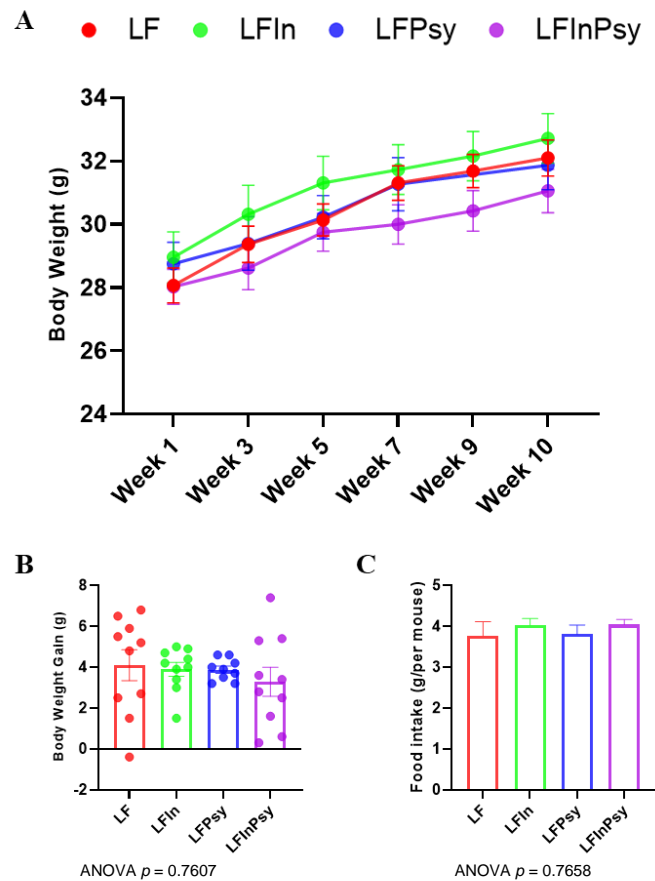 A
LF LFIn LFPsy LFInPsy
34
32
30
28
26
24
Body Weight (g)
Week 1 Week 3 Week 5 Week 7 Week 9 Week 10
B
8
6
4
2
0
-2
Body Weight Gain (g)
LF LFIn LFPsy LFInPsy
ANOVA p = 0.7607
C
5
4
3
2
1
0
Food intake (g/per mouse)
LF LFIn LFPsy LFInPsy
ANOVA p = 0.7658